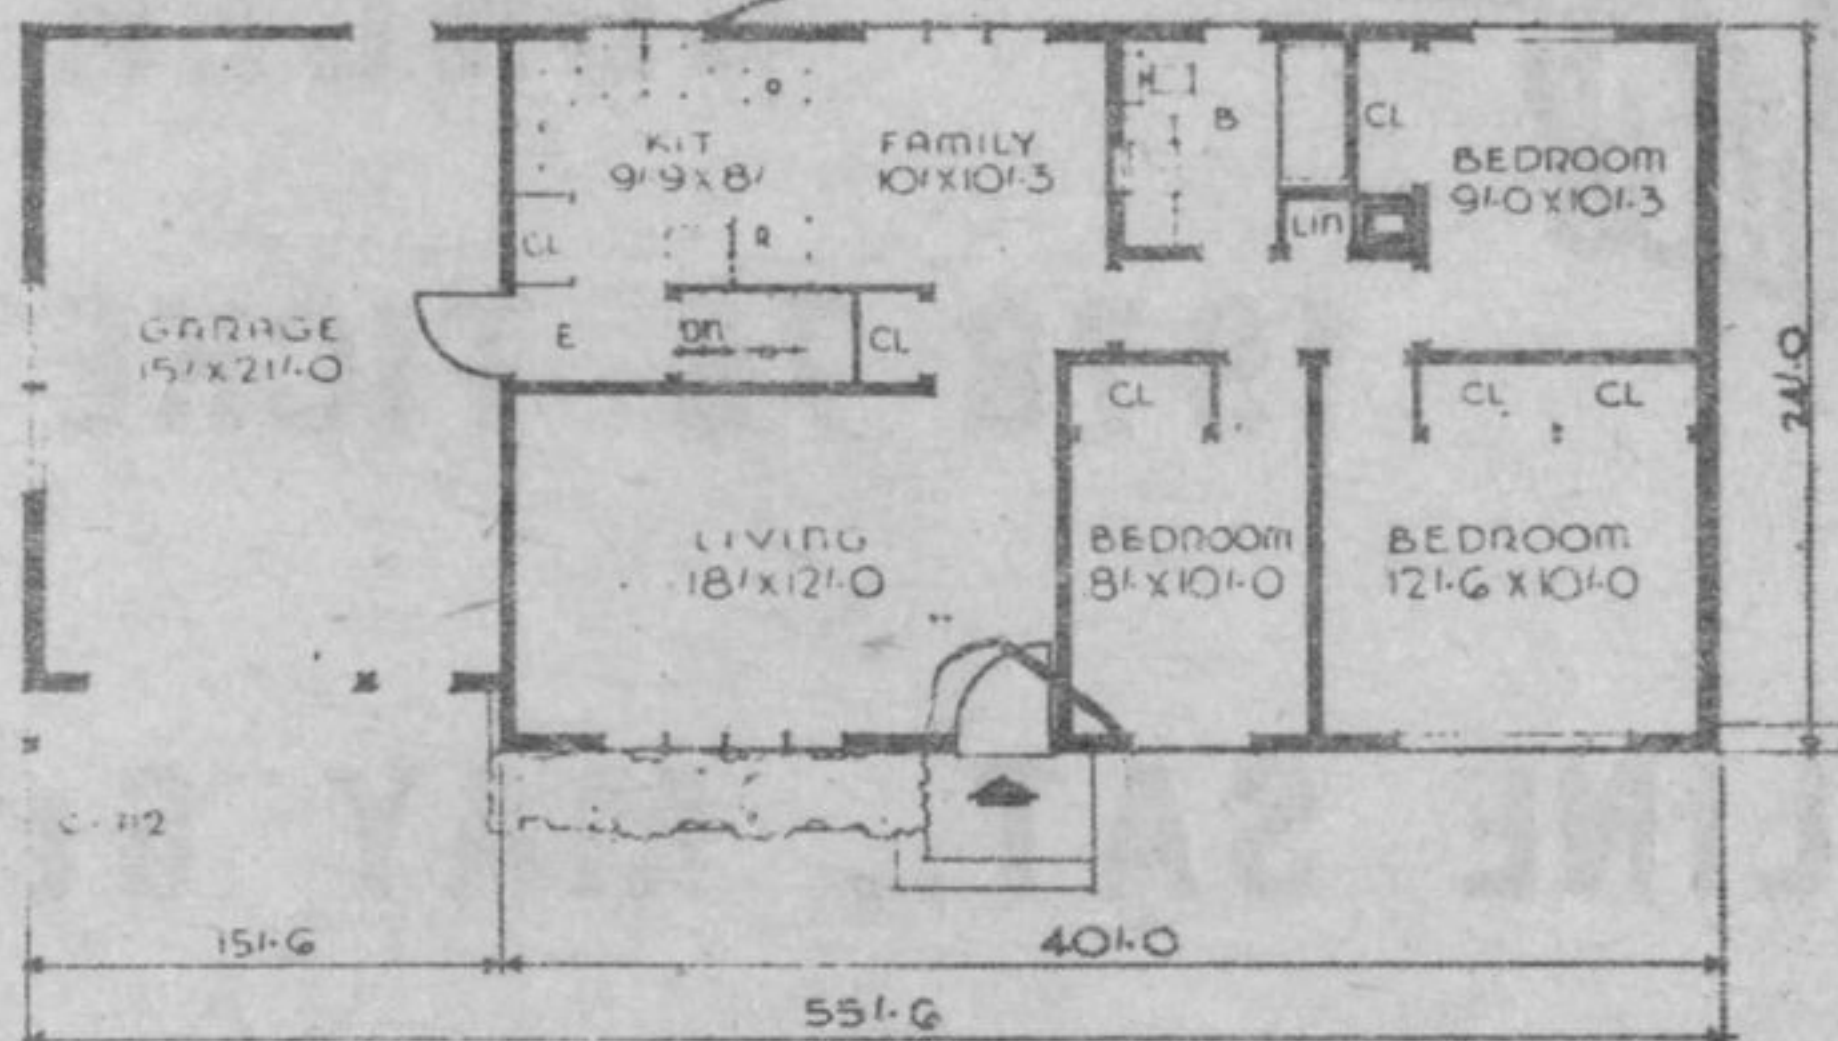 KIT
9/-9 X 8/
FAMILY
10/ X 10/-3
B
CL
BEDROOM
9/-0 X 10/-3
LIN
R
CL
GARAGE
15/ X 21/-0
E
DN
CL
CL
CL
CL
24/-0
LIVING
18/ X 12/-0
BEDROOM
8/- X 10/-0
BEDROOM
12/-6 X 10/-0
15/-6
40/-0
55/-6